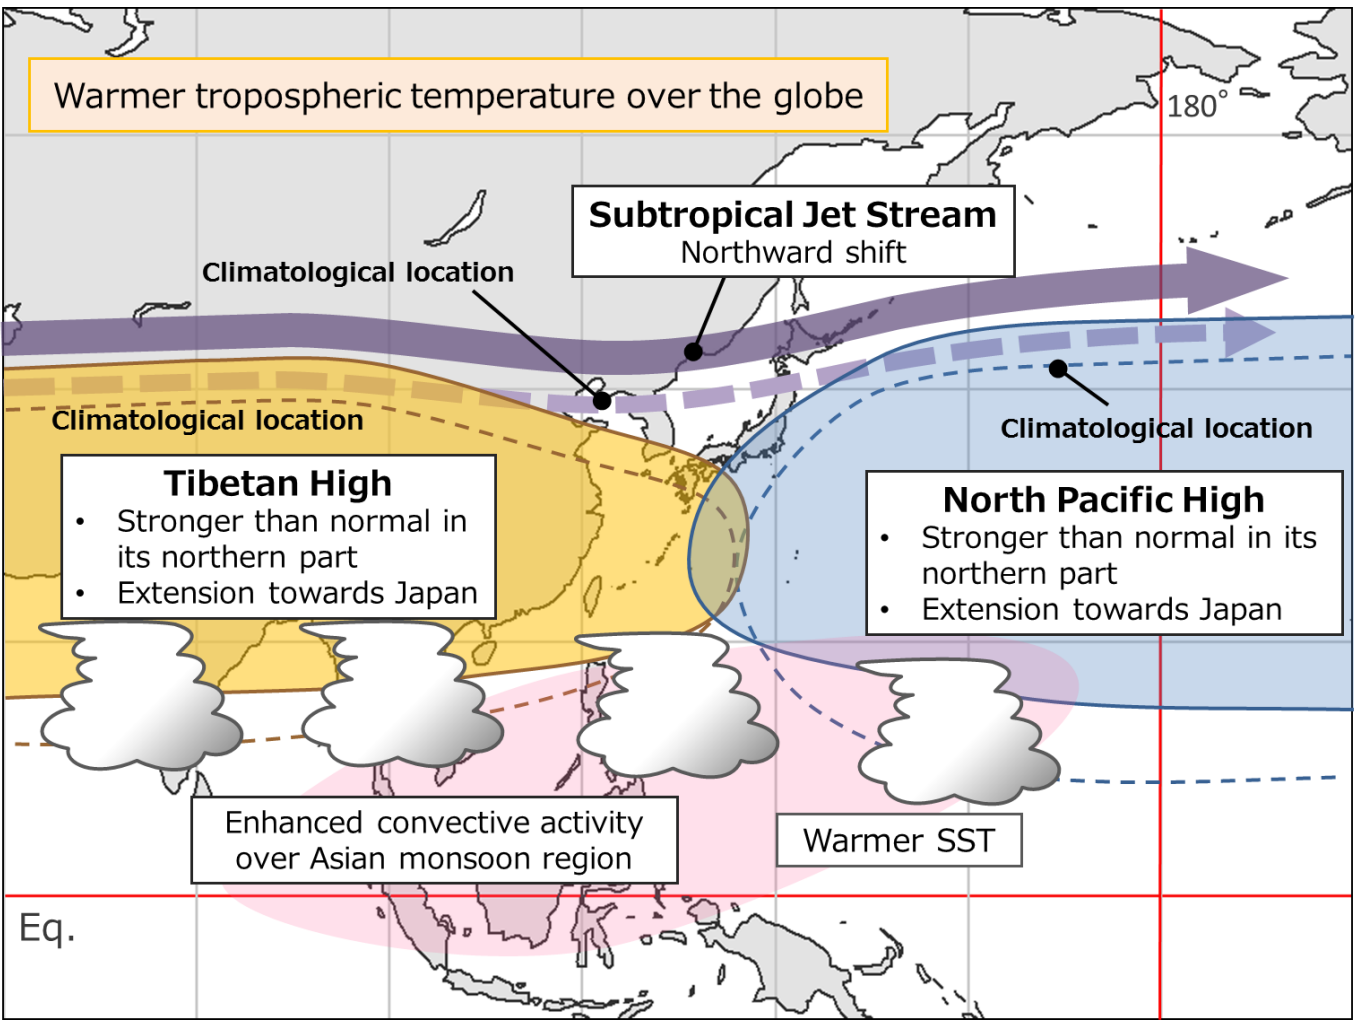 Warmer tropospheric temperature over the globe
180°
Subtropical Jet Stream
Northward shift
Climatological location
Climatological location
Climatological location
Tibetan High
• Stronger than normal in
its northern part
• Extension towards Japan
North Pacific High
• Stronger than normal in its
northern part
• Extension towards Japan
Enhanced convective activity
over Asian monsoon region
Warmer SST
Eq.